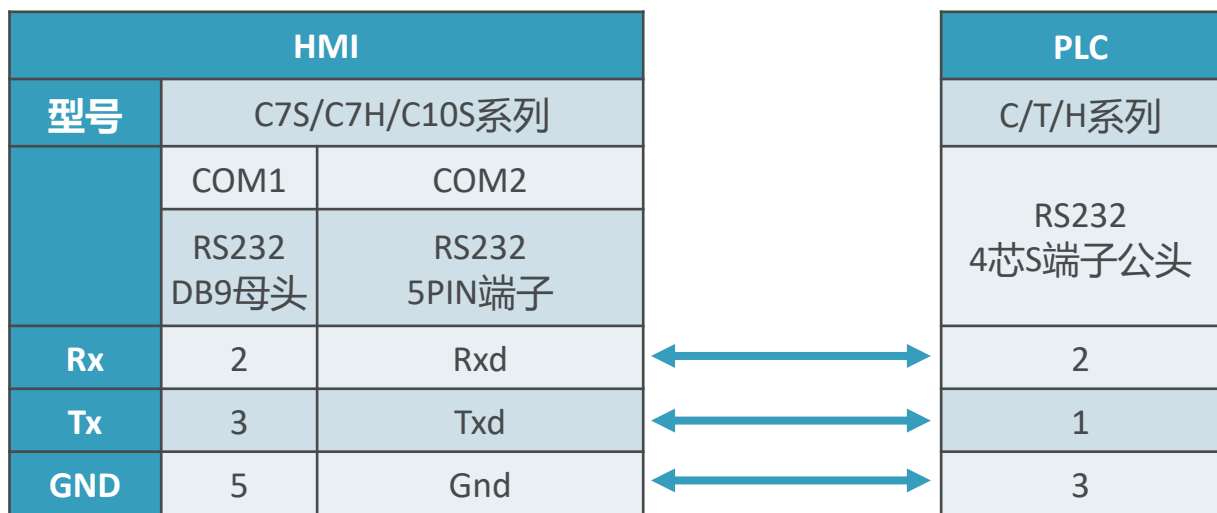 HMI
PLC
型号
C7S/C7H/C10S系列
C/T/H系列
COM1
COM2
RS232
DB9母头
RS232
5PIN端子
RS232
4芯S端子公头
Rx
2
Rxd
2
Tx
3
Txd
1
GND
5
Gnd
3